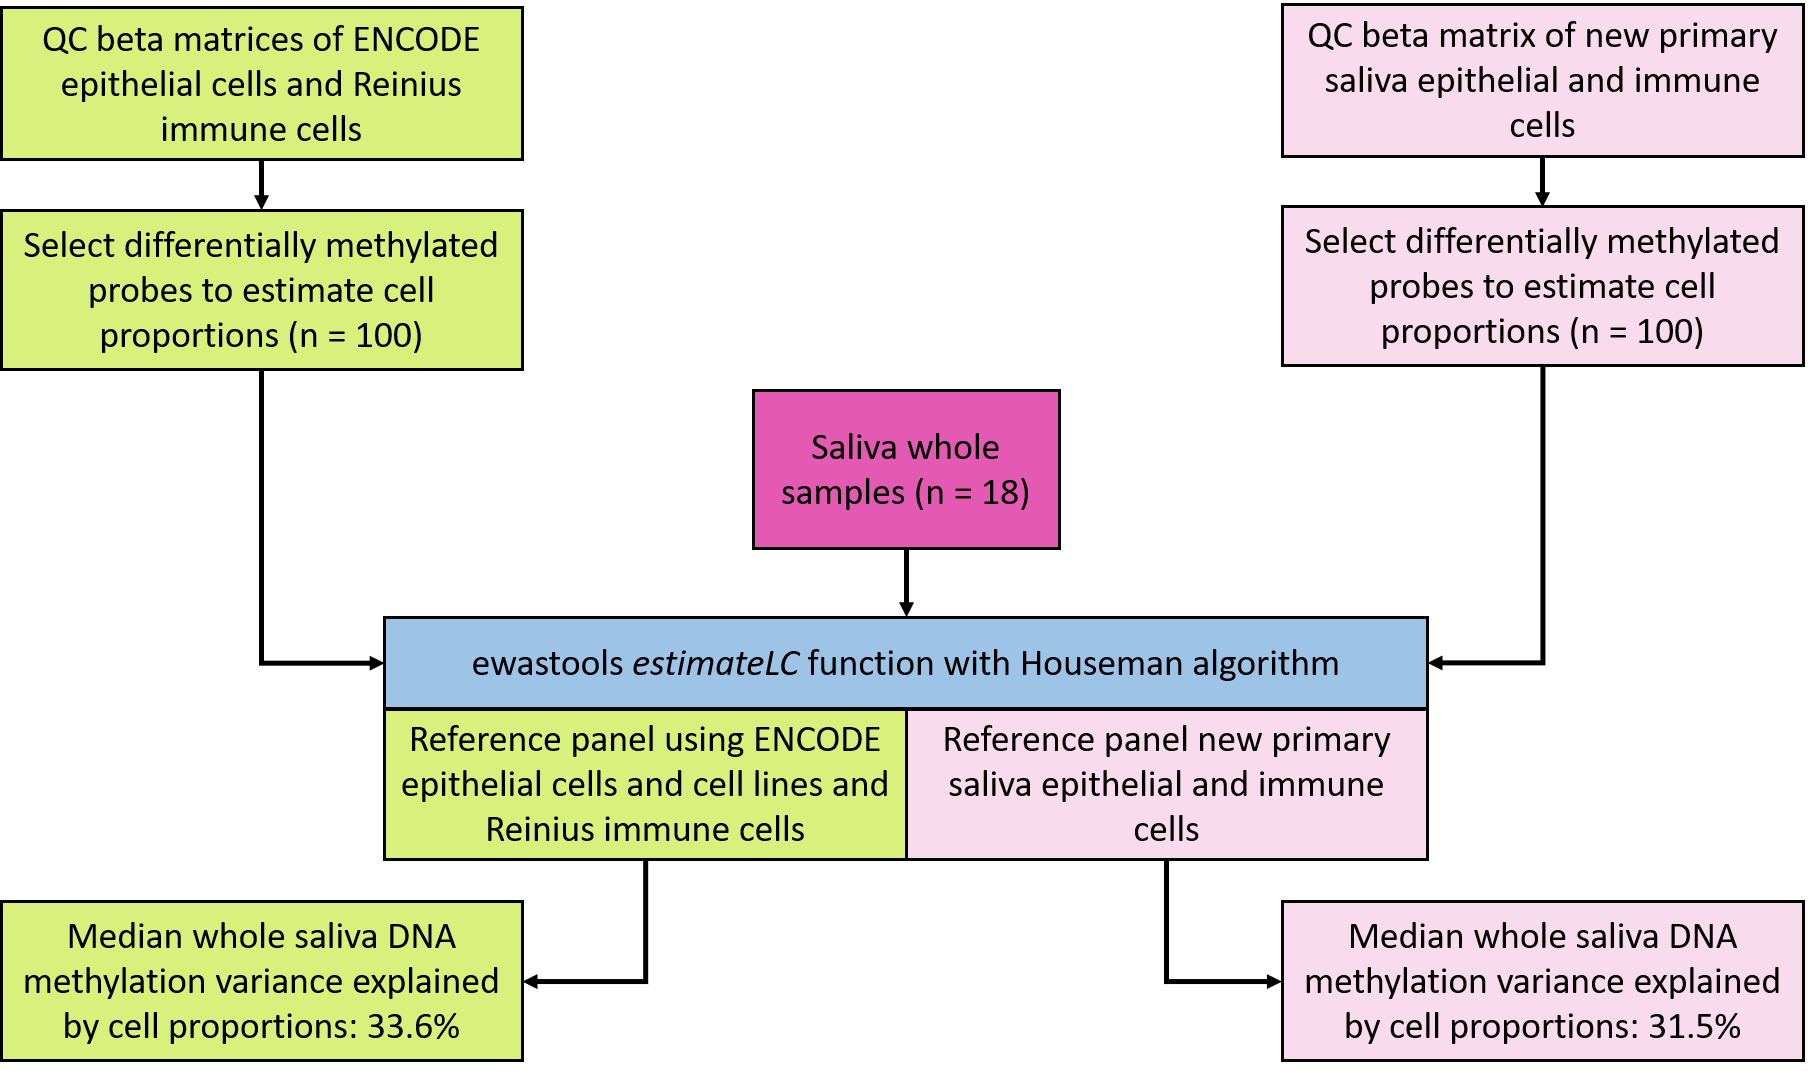 QC beta matrices of ENCODE
epithelial cells and Reinius
immune cells
QC beta matrix of new primary
saliva epithelial and immune
cells
Select differentially methylated
probes to estimate cell
proportions (n = 100)
Select differentially methylated
probes to estimate cell
proportions (n = 100)
Saliva whole
samples (n = 18)
ewastools estimateLC function with Houseman algorithm
Reference panel using ENCODE
epithelial cells and cell lines and
Reinius immune cells
Reference panel new primary
saliva epithelial and immune
cells
Median whole saliva DNA
methylation variance explained
by cell proportions: 33.6%
Median whole saliva DNA
methylation variance explained
by cell proportions: 31.5%